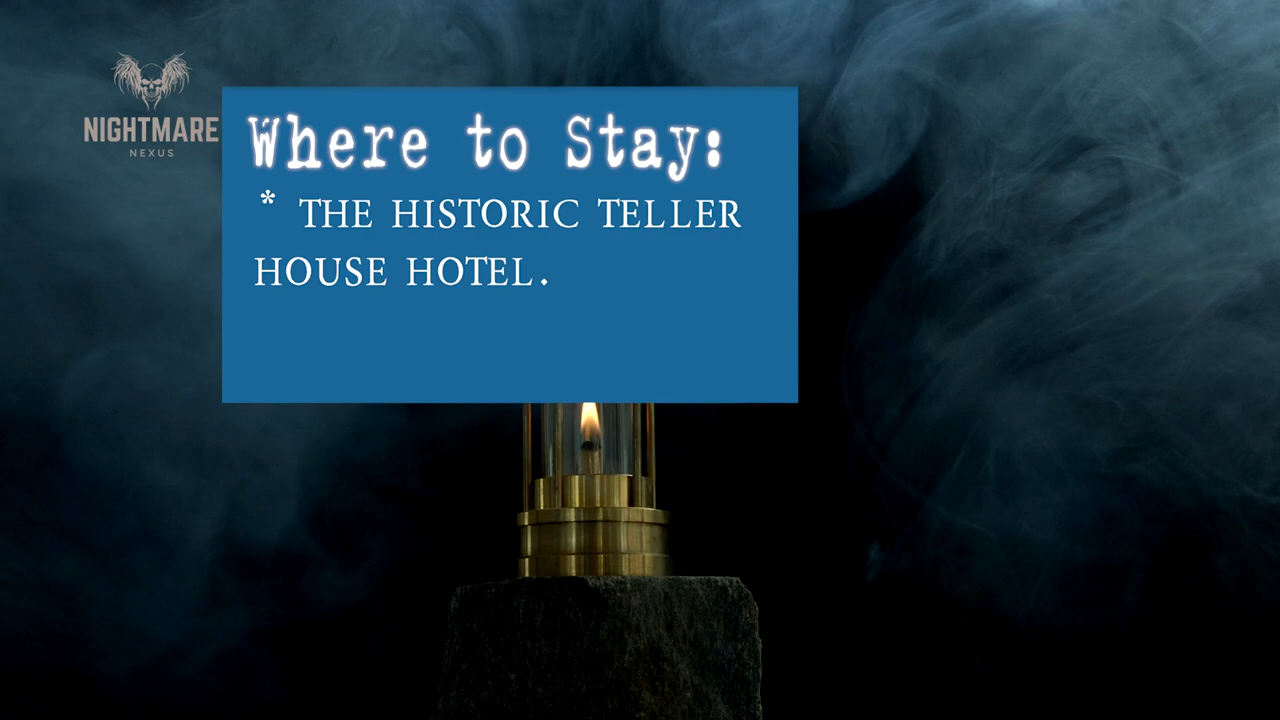 NIGHTMARE
NEXUS
Where to Stay:
* THE HISTORIC TELLER
HOUSE HOTEL.